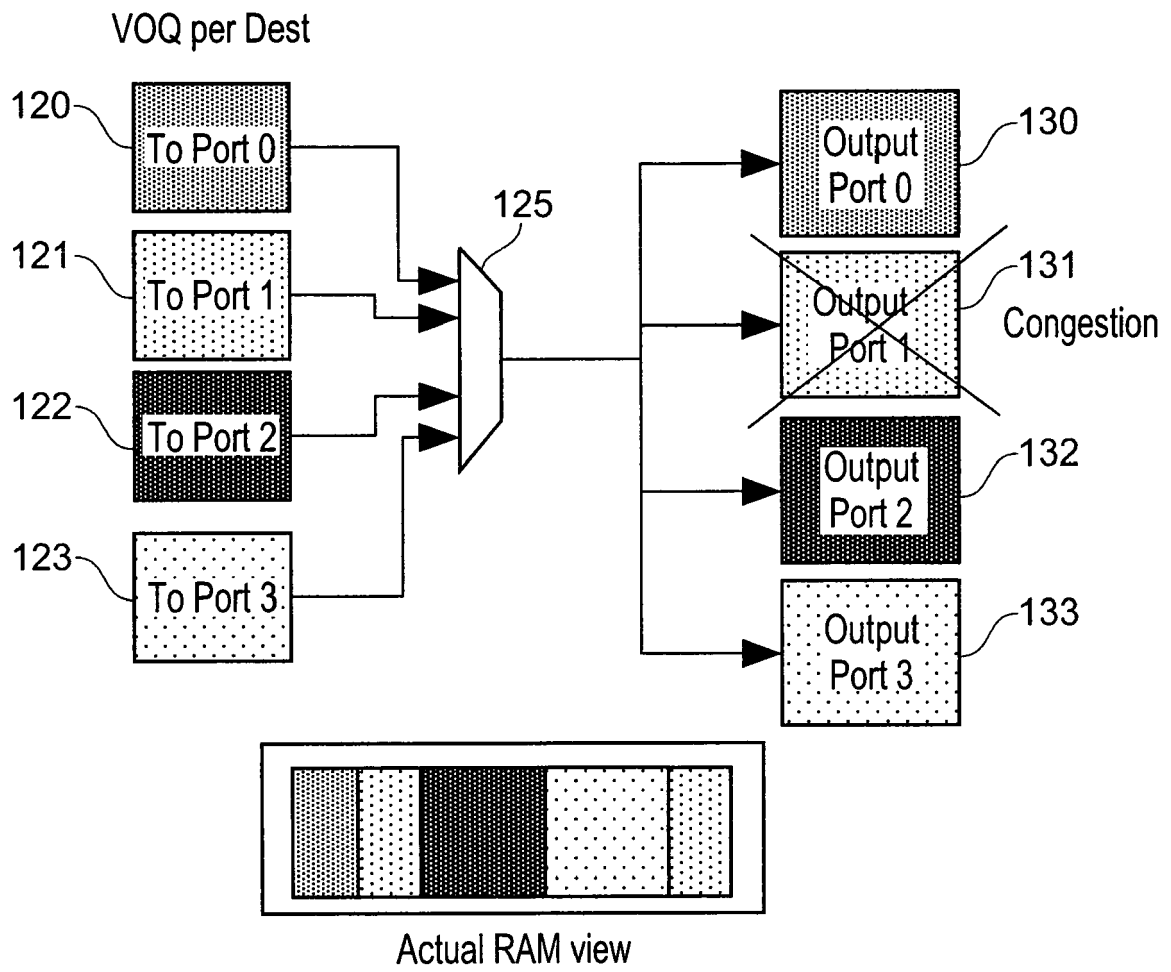 VOQ per Dest
120
To Port 0
121
To Port 1
122
To Port 2
123
To Port 3
125
Output
Port 0
130
Output
Port 1
131
Congestion
Output
Port 2
132
Output
Port 3
133
Actual RAM view